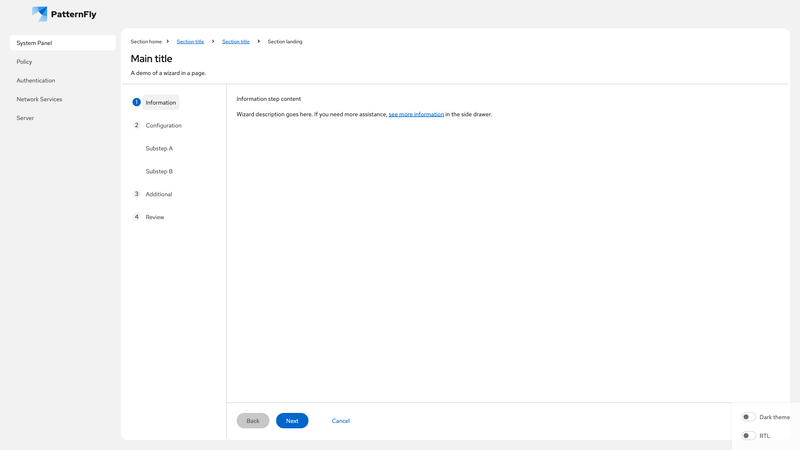 PatternFly
System Panel
Policy
Authentication
Network Services
Server
Section home Section title Section title Section landing
Main title
A demo of a wizard in a page.
1 Information
2 Configuration
Substep A
Substep B
3 Additional
4 Review
Information step content
Wizard description goes here. If you need more assistance, see more information in the side drawer.
Back Next Cancel
Dark theme
RTL